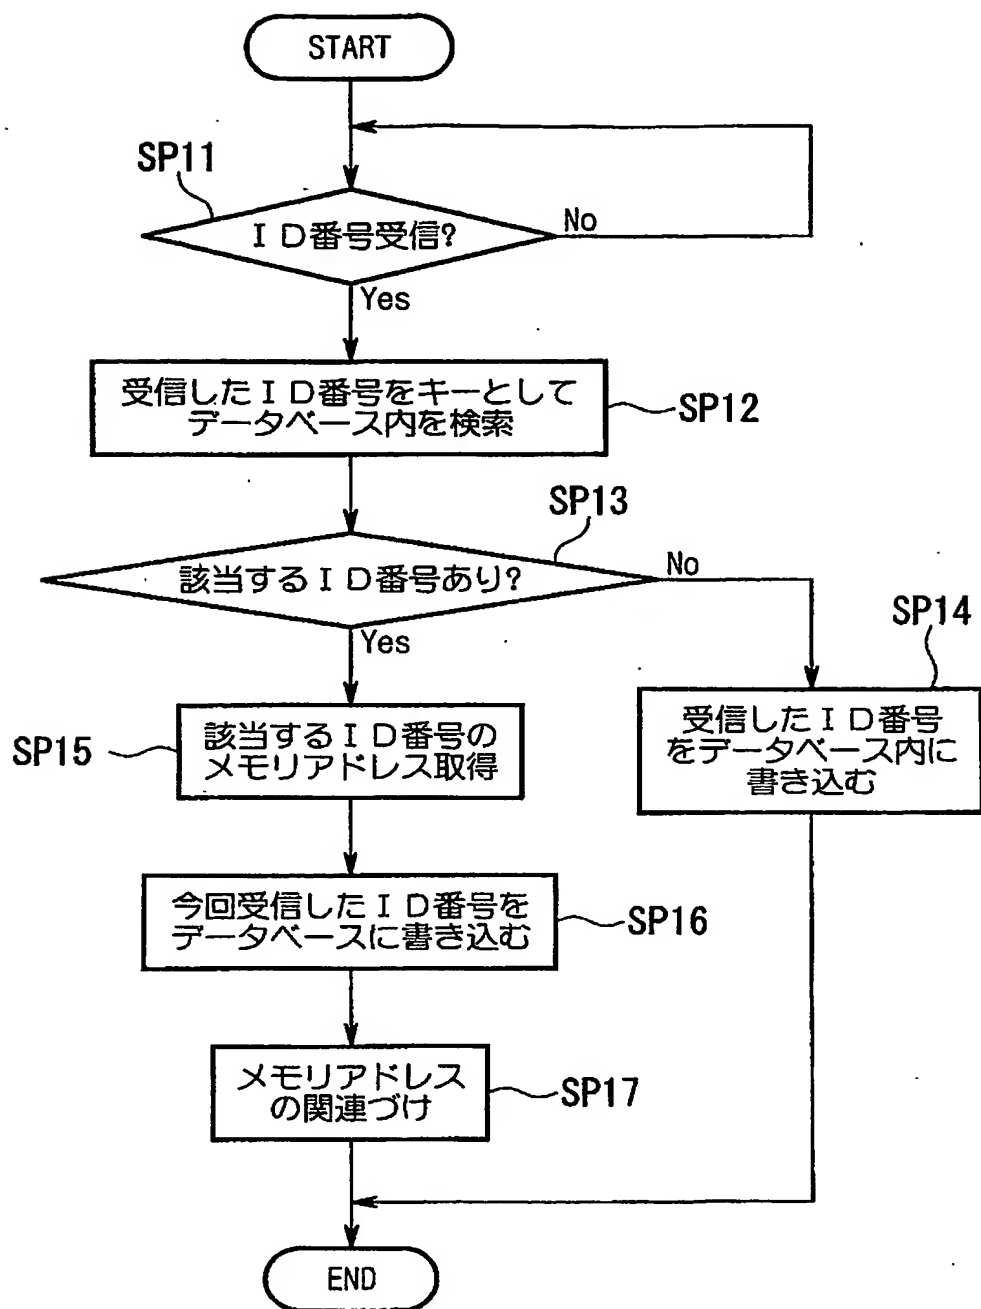 START
SP11
ID番号受信?
No
Yes
受信したID番号をキーとして
データベース内を検索
SP12
SP13
該当するID番号あり?
No
Yes
SP14
受信したID番号
をデータベース内に
書き込む
SP15
該当するID番号の
メモリアドレス取得
今回受信したID番号を
データベースに書き込む
SP16
メモリアドレス
の関連づけ
SP17
END